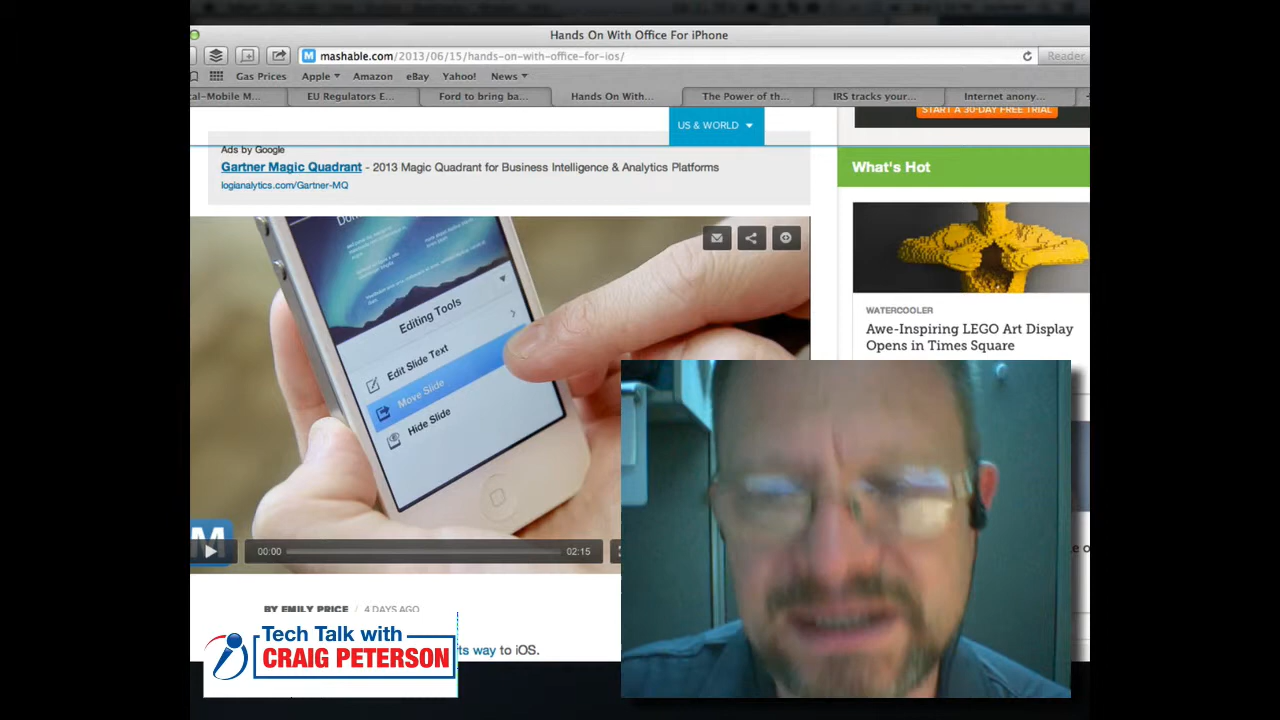 Hands On With Office For iPhone
mashable.com/2013/06/15/hands-on-with-office-for-ios/
Reader
Gas Prices Apple Amazon eBay Yahoo! News
al-Mobile M... EU Regulators E... Ford to bring ba... Hands On With... The Power of th... IRS tracks your... Internet anony...
START A 30-DAY FREE TRIAL
US & WORLD
Ads by Google
Gartner Magic Quadrant - 2013 Magic Quadrant for Business Intelligence & Analytics Platforms
logianalytics.com/Gartner-MQ
What's Hot
Editing Tools
Edit Slide Text
Move Slide
Hide Slide
WATERCOOLER
Awe-Inspiring LEGO Art Display
Opens in Times Square
M
00:00 02:15
BY EMILY PRICE / 4 DAYS AGO
ts way to iOS.
Tech Talk with
CRAIG PETERSON